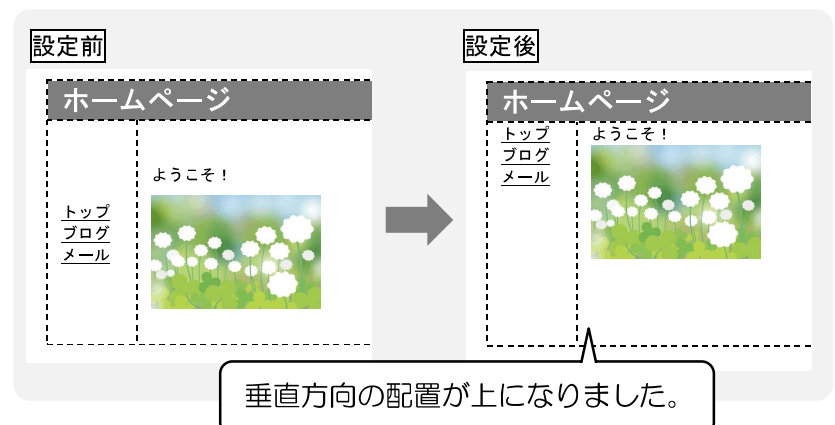 設定前
ホームページ
ようこそ！
トップ
ブログ
メール
設定後
ホームページ
トップ
ブログ
メール
ようこそ！
垂直方向の配置が上になりました。